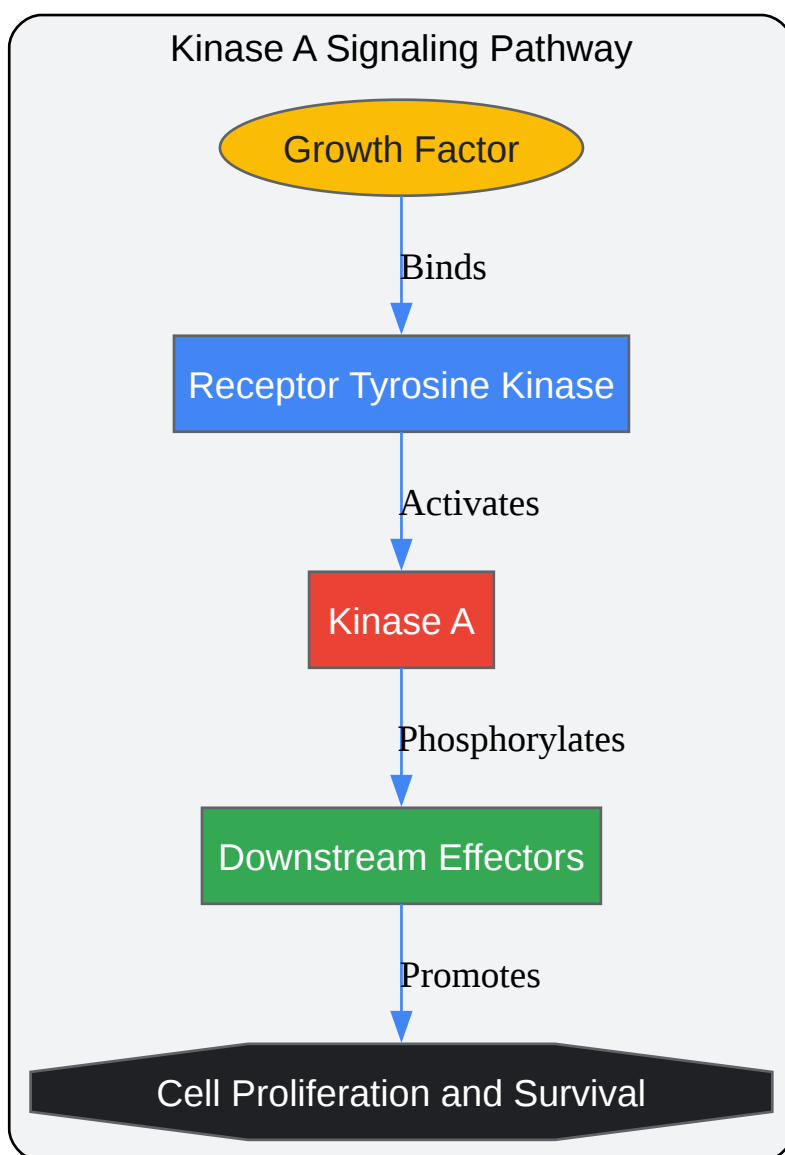 Kinase A Signaling Pathway
Growth Factor
Binds
Receptor Tyrosine Kinase
Activates
Kinase A
Phosphorylates
Downstream Effectors
Promotes
Cell Proliferation and Survival